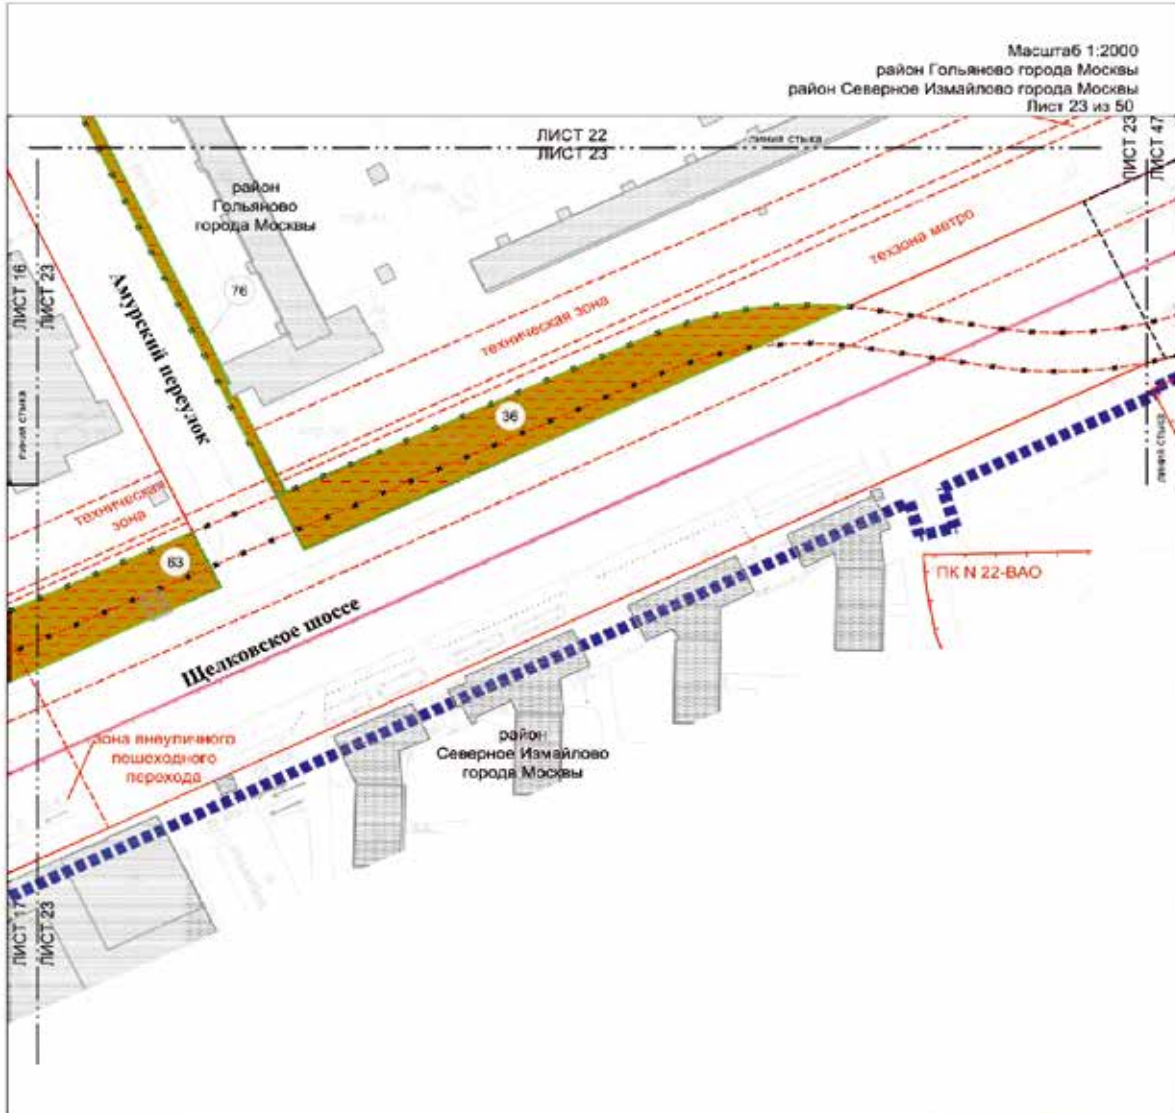 Масштаб 1:2000
район Гольяново города Москвы
район Северное Измайлово города Москвы
Лист 23 из 50
ЛИСТ 22
ЛИСТ 23
линия стыка
ЛИСТ 23
ЛИСТ 47
район
Гольяново
города Москвы
ЛИСТ 16
ЛИСТ 23
Амурский переулок
76
техзона метро
техническая зона
линия стыка
36
линия стыка
техническая
зона
63
ПК N 22-ВАО
Щелковское шоссе
зона внеуличного
пешеходного
перехода
район
Северное Измайлово
города Москвы
ЛИСТ 17
ЛИСТ 23